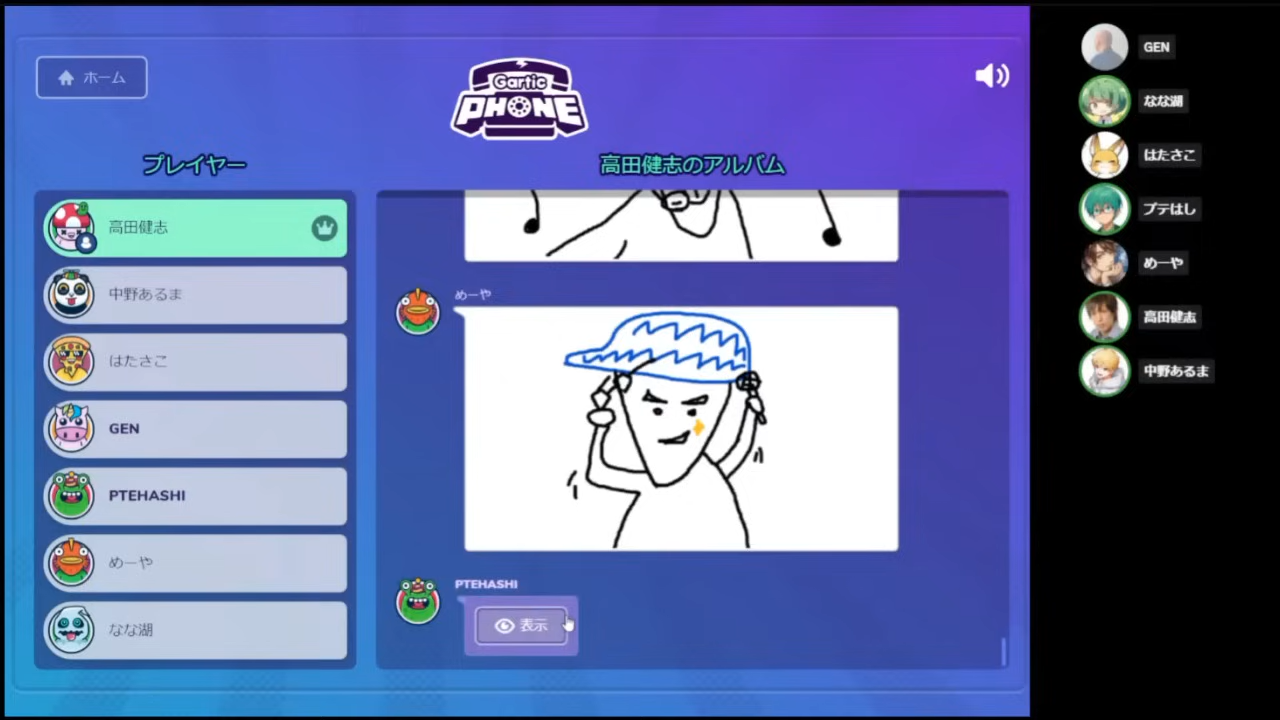 ホーム
Gartic
PHONE
プレイヤー
高田健志のアルバム
高田健志
中野あるま
はたさこ
GEN
PTEHASHI
めーや
なな湖
めーや
PTEHASHI
表示
GEN
なな湖
はたさこ
プテはし
めーや
高田健志
中野あるま